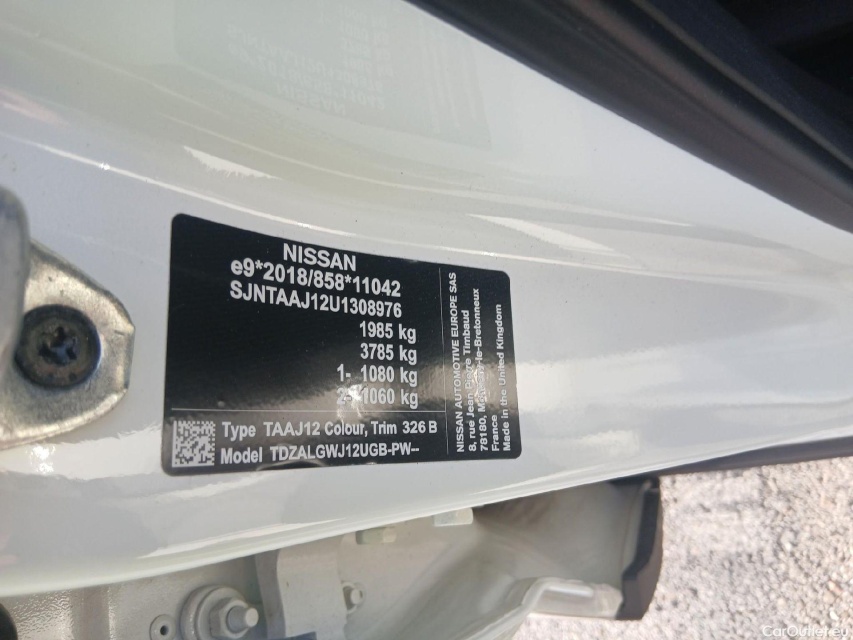 NISSAN
e9*2018/858*11042
SJNTAAJ12U1308976
1985 kg
3785 kg
1- 1080 kg
2- 1060 kg
Type TAAJ12 Colour, Trim 326 B
Model TDZALGWJ12UGB-PW--
NISSAN AUTOMOTIVE EUROPE SAS
8, rue Jean Pierre Timbaud
78180, Montigny-le-Bretonneux
France
Made in the United Kingdom
CarOutlet.eu